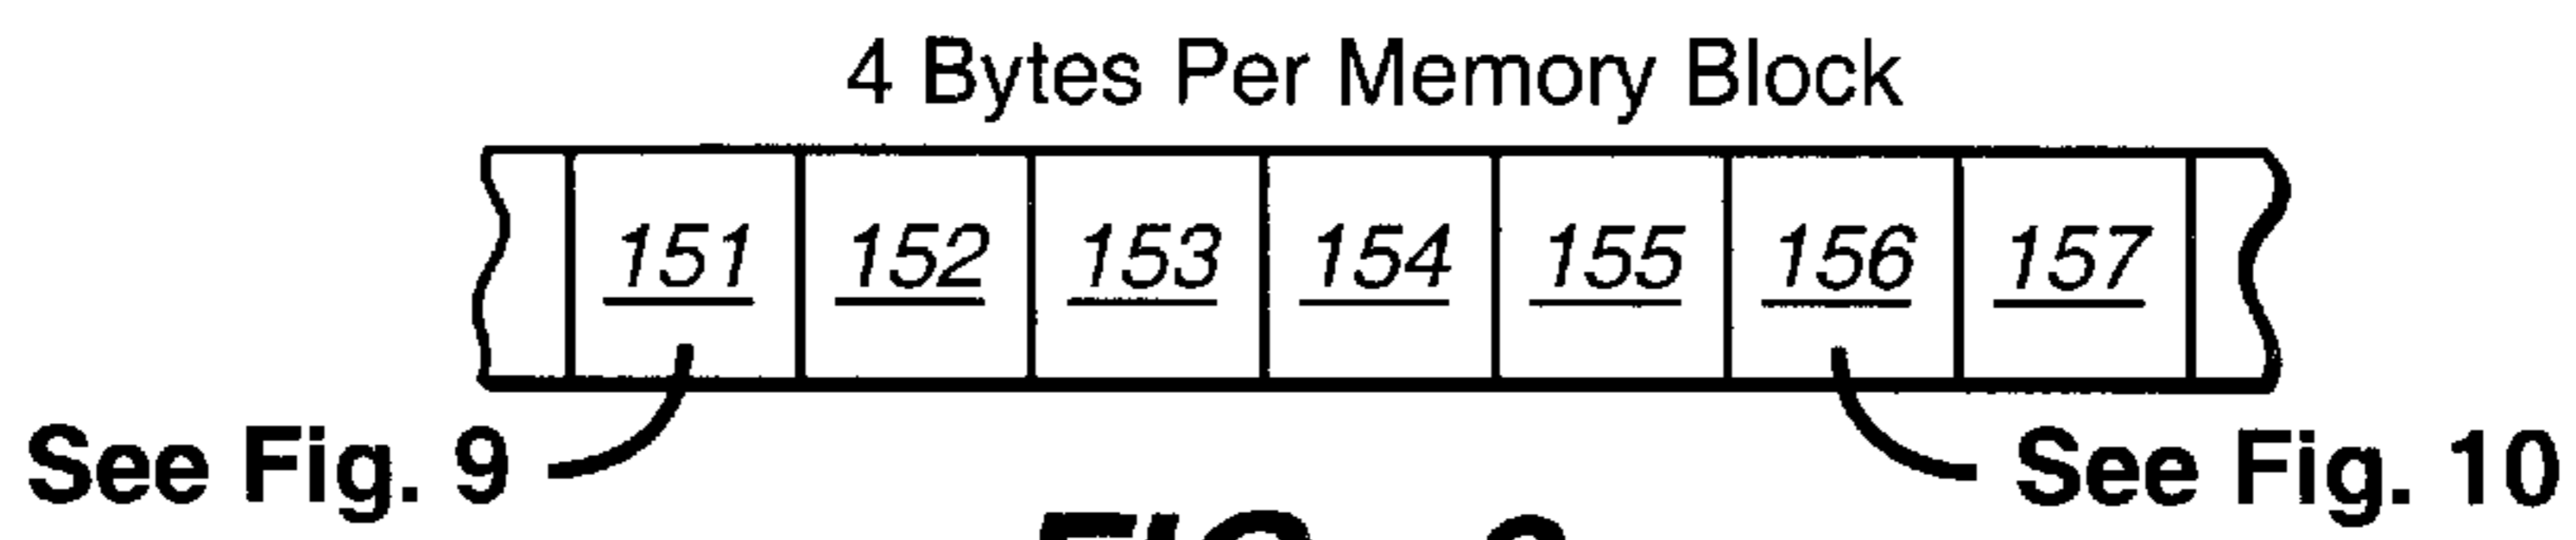 4 Bytes Per Memory Block
151 152 153 154 155 156 157
See Fig. 9 See Fig. 10